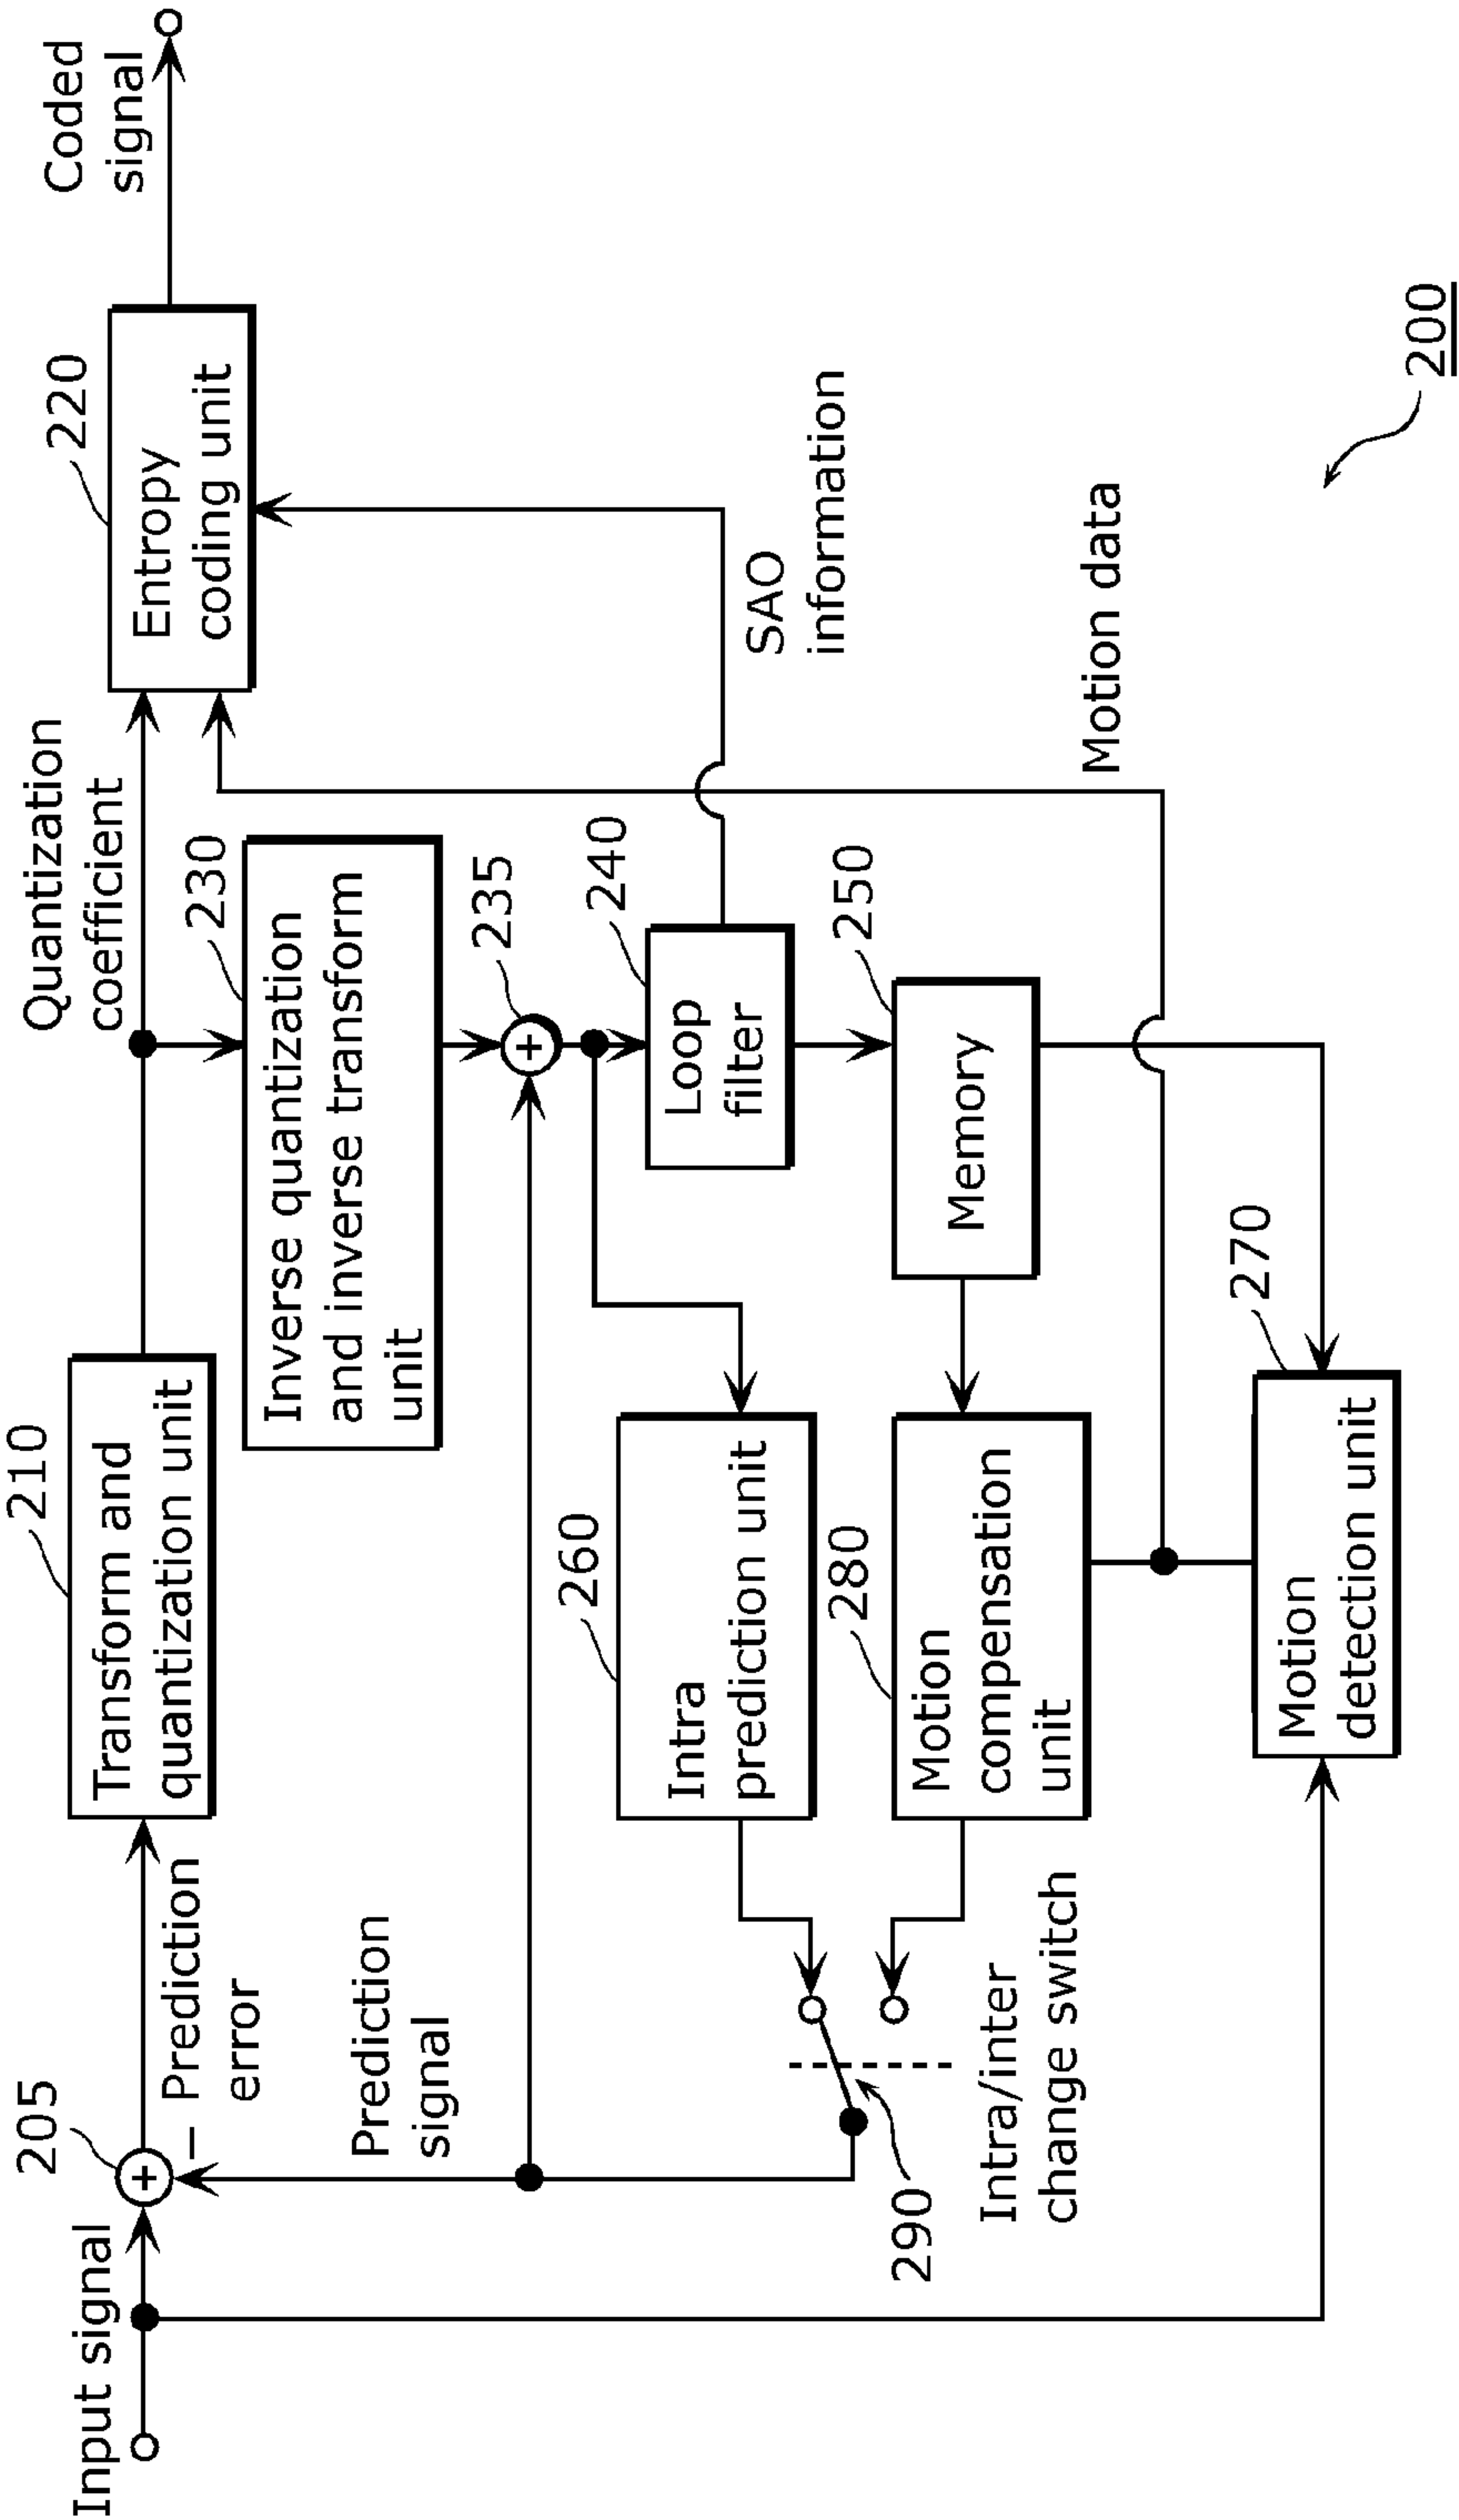 Input signal
205
Prediction
error
210
Transform and
quantization unit
Quantization
coefficient
220
Entropy
coding unit
Coded
signal
230
Inverse quantization
and inverse transform
unit
Prediction
signal
235
240
Loop
filter
SAO
information
260
Intra
prediction unit
250
Memory
280
Motion
compensation
unit
290
Intra/inter
change switch
Motion data
270
Motion
detection unit
200